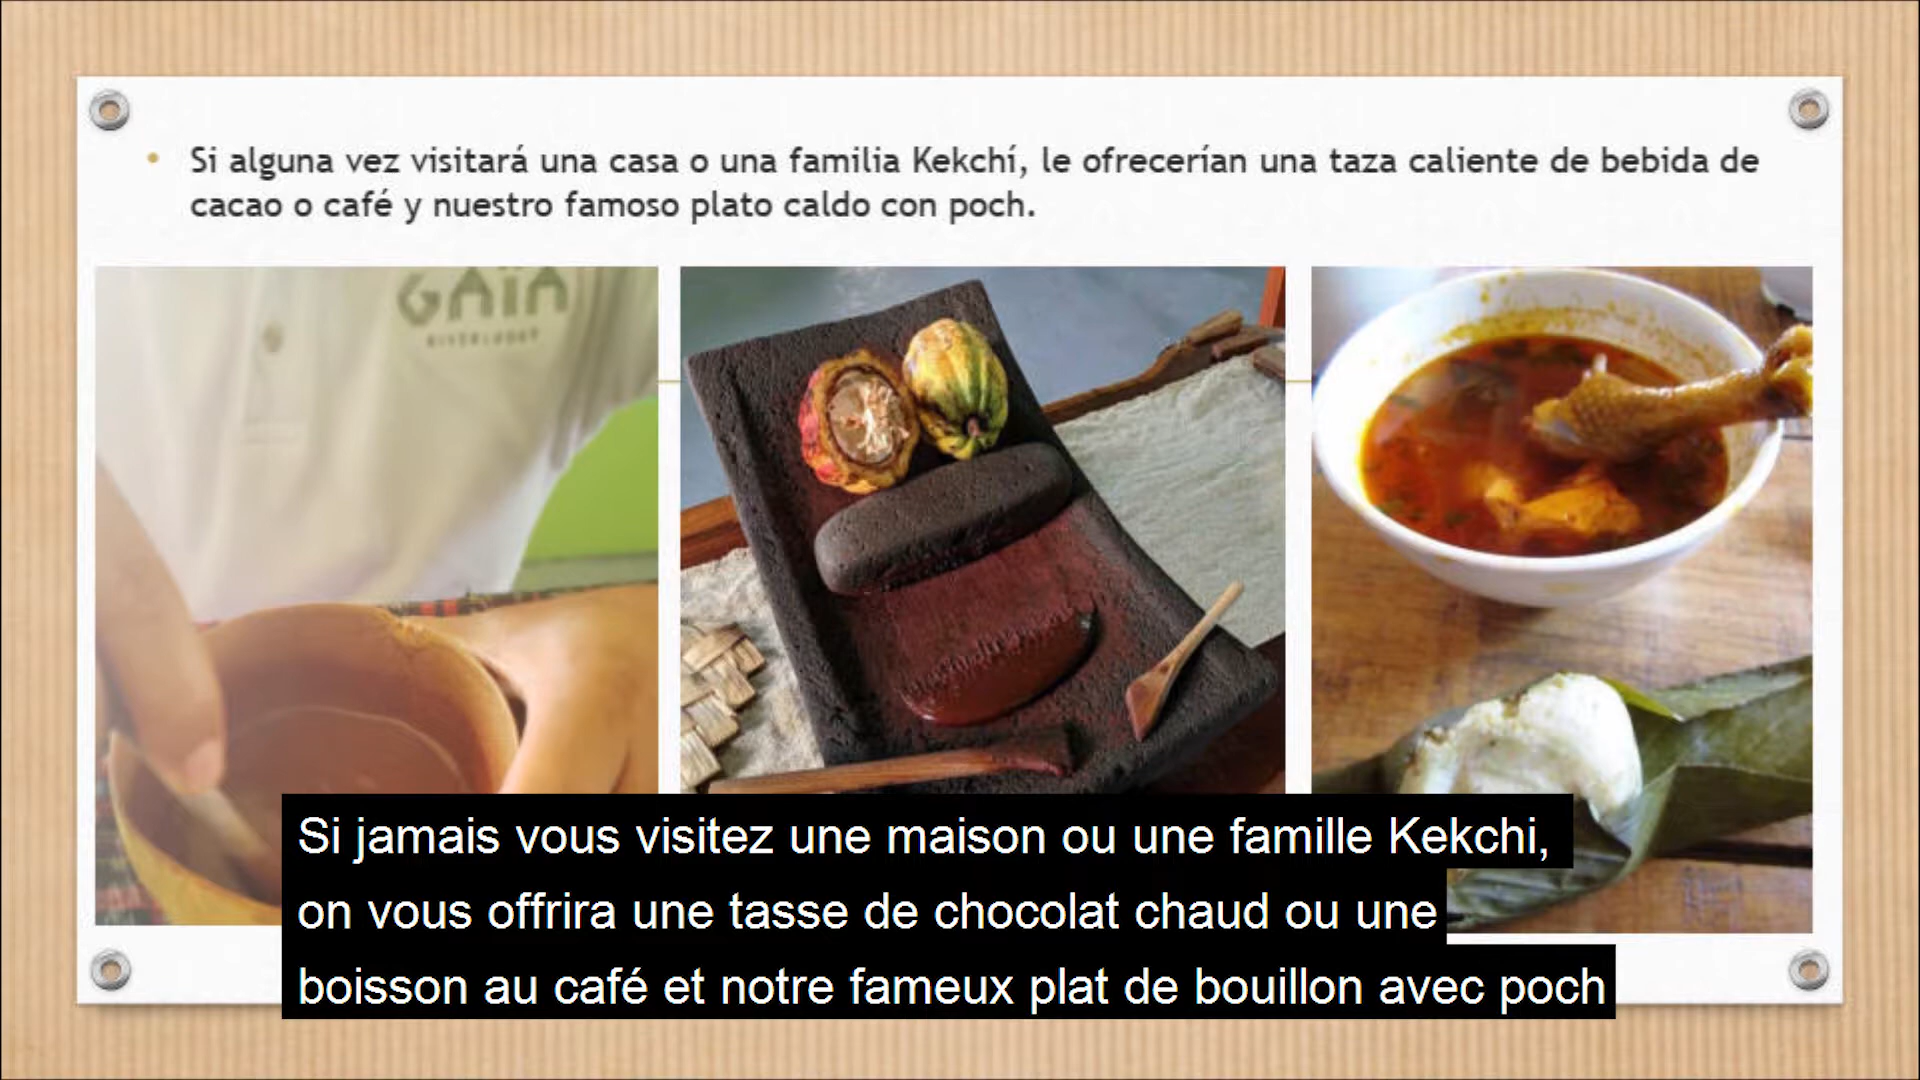 Si alguna vez visitará una casa o una familia Kekchí, le ofrecerían una taza caliente de bebida de
cacao o café y nuestro famoso plato caldo con poch.
GAÏA
Si jamais vous visitez une maison ou une famille Kekchi,
on vous offrira une tasse de chocolat chaud ou une
boisson au café et notre fameux plat de bouillon avec poch